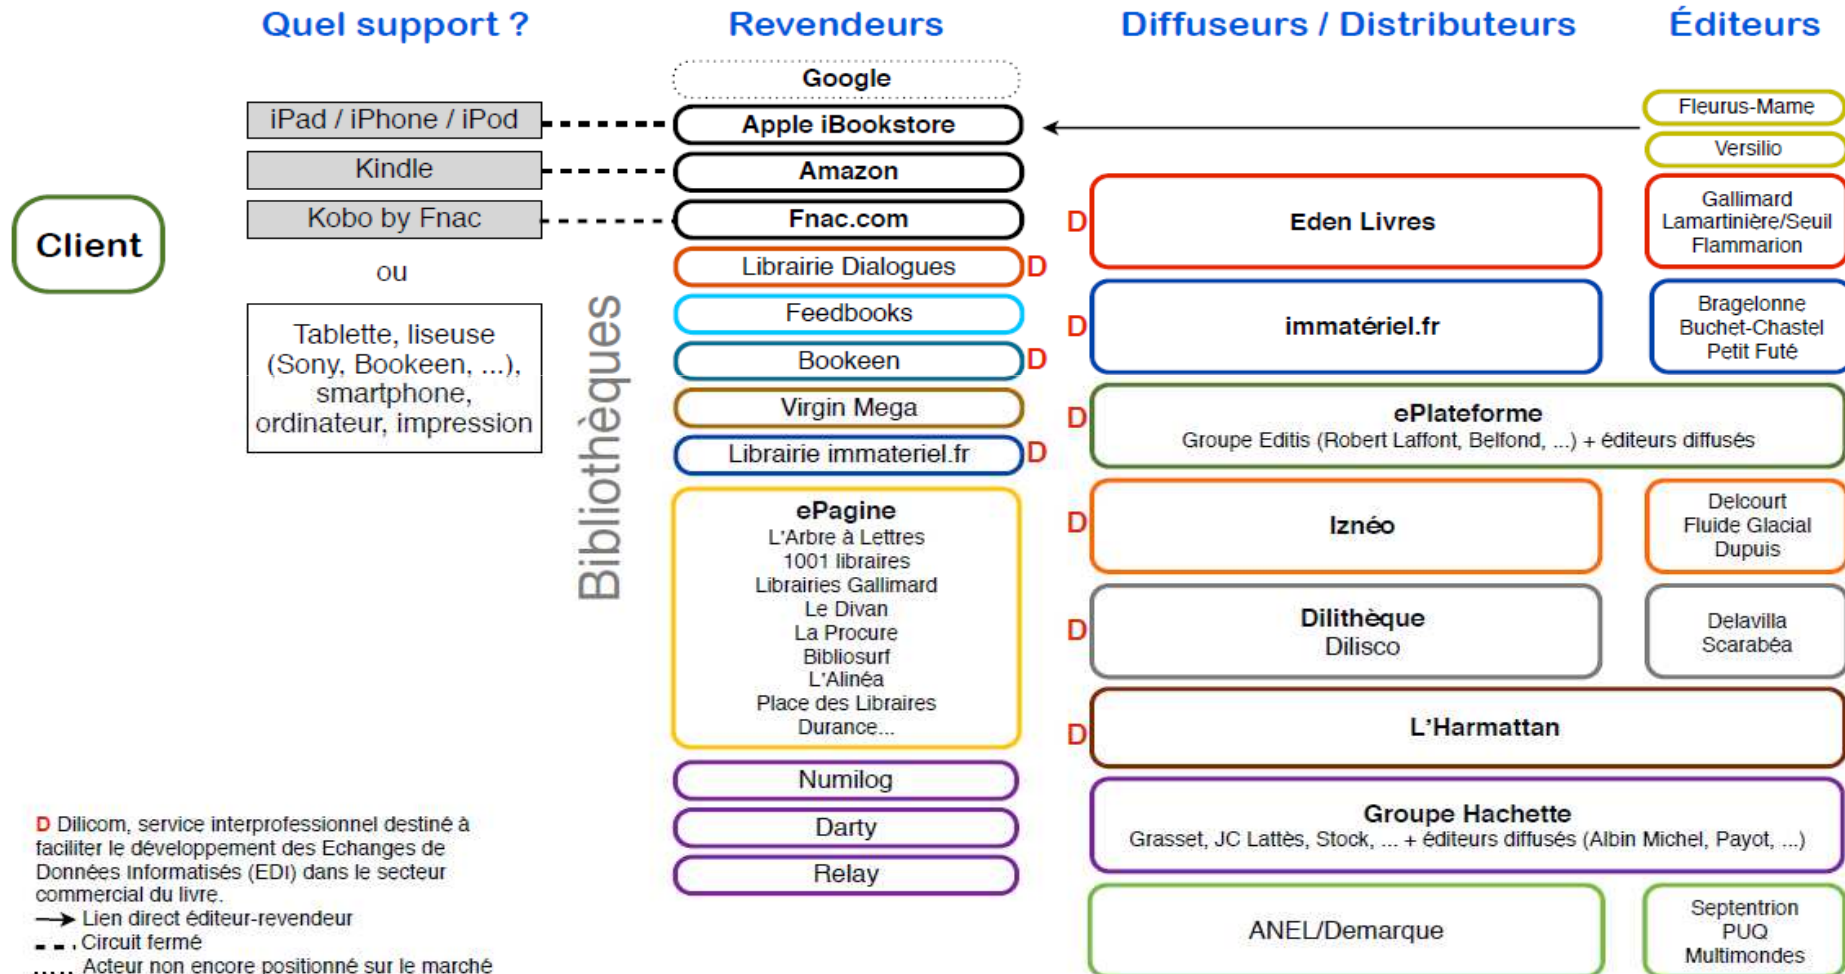 Quel support ?
Revendeurs
Diffuseurs / Distributeurs
Éditeurs
Client
iPad / iPhone / iPod
Kindle
Kobo by Fnac
ou
Tablette, liseuse
(Sony, Bookeen, ...),
smartphone,
ordinateur, impression
Bibliothèques
Google
Apple iBookstore
Amazon
Fnac.com
Librairie Dialogues
D
Feedbooks
Bookeen
D
Virgin Mega
Librairie immateriel.fr
D
ePagine
L'Arbre à Lettres
1001 libraires
Librairies Gallimard
Le Divan
La Procure
Bibliosurf
L'Alinéa
Place des Libraires
Durance...
Numilog
Darty
Relay
Fleurus-Mame
Versilio
D
Eden Livres
Gallimard
Lamartinière/Seuil
Flammarion
D
immatériel.fr
Bragelonne
Buchet-Chastel
Petit Futé
D
ePlateforme
Groupe Editis (Robert Laffont, Belfond, ...) + éditeurs diffusés
D
Iznéo
Delcourt
Fluide Glacial
Dupuis
D
Dilithèque
Dilisco
Delavilla
Scarabéa
D
L'Harmattan
Groupe Hachette
Grasset, JC Lattès, Stock, ... + éditeurs diffusés (Albin Michel, Payot, ...)
ANEL/Demarque
Septentrion
PUQ
Multimondes
D Dilicom, service interprofessionnel destiné à
faciliter le développement des Echanges de
Données Informatisés (EDI) dans le secteur
commercial du livre.
Lien direct éditeur-revendeur
Circuit fermé
Acteur non encore positionné sur le marché